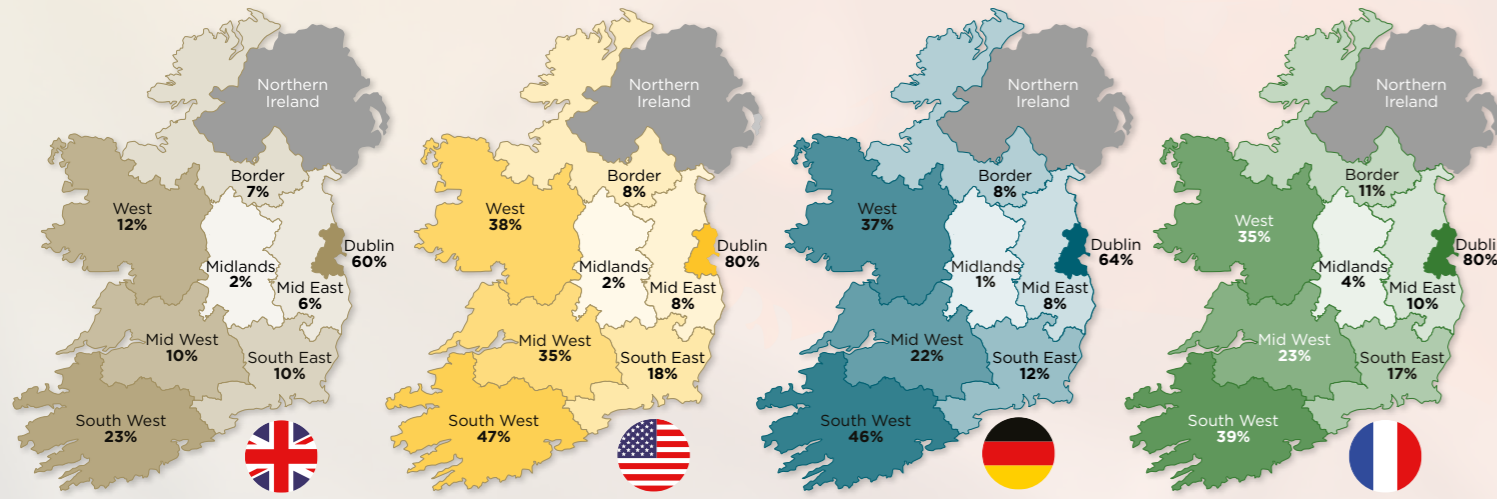 Northern
Ireland
Border
7%
West
12%
Dublin
60%
Midlands
2%
Mid East
6%
Mid West
10%
South East
10%
South West
23%
Northern
Ireland
Border
8%
West
38%
Dublin
80%
Midlands
2%
Mid East
8%
Mid West
35%
South East
18%
South West
47%
Northern
Ireland
Border
8%
West
37%
Dublin
64%
Midlands
1%
Mid East
8%
Mid West
22%
South East
12%
South West
46%
Northern
Ireland
Border
11%
West
35%
Dubli
80%
Midlands
4%
Mid East
10%
Mid West
23%
South East
17%
South West
39%